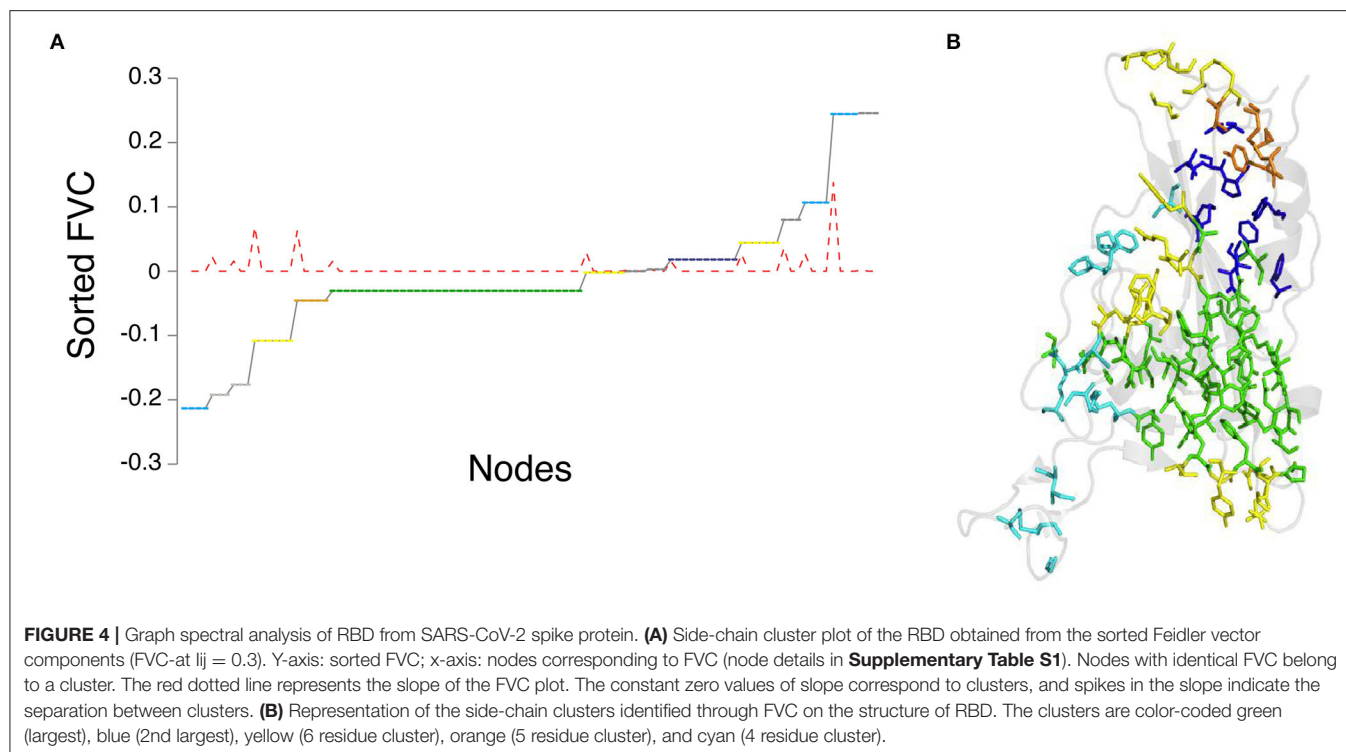 A
B
0.3
0.2
0.1
0
-0.1
-0.2
-0.3
Sorted FVC
Nodes
FIGURE 4 | Graph spectral analysis of RBD from SARS-CoV-2 spike protein. (A) Side-chain cluster plot of the RBD obtained from the sorted Feidler vector
components (FVC-at Iij = 0.3). Y-axis: sorted FVC; x-axis: nodes corresponding to FVC (node details in Supplementary Table S1). Nodes with identical FVC belong
to a cluster. The red dotted line represents the slope of the FVC plot. The constant zero values of slope correspond to clusters, and spikes in the slope indicate the
separation between clusters. (B) Representation of the side-chain clusters identified through FVC on the structure of RBD. The clusters are color-coded green
(largest), blue (2nd largest), yellow (6 residue cluster), orange (5 residue cluster), and cyan (4 residue cluster).